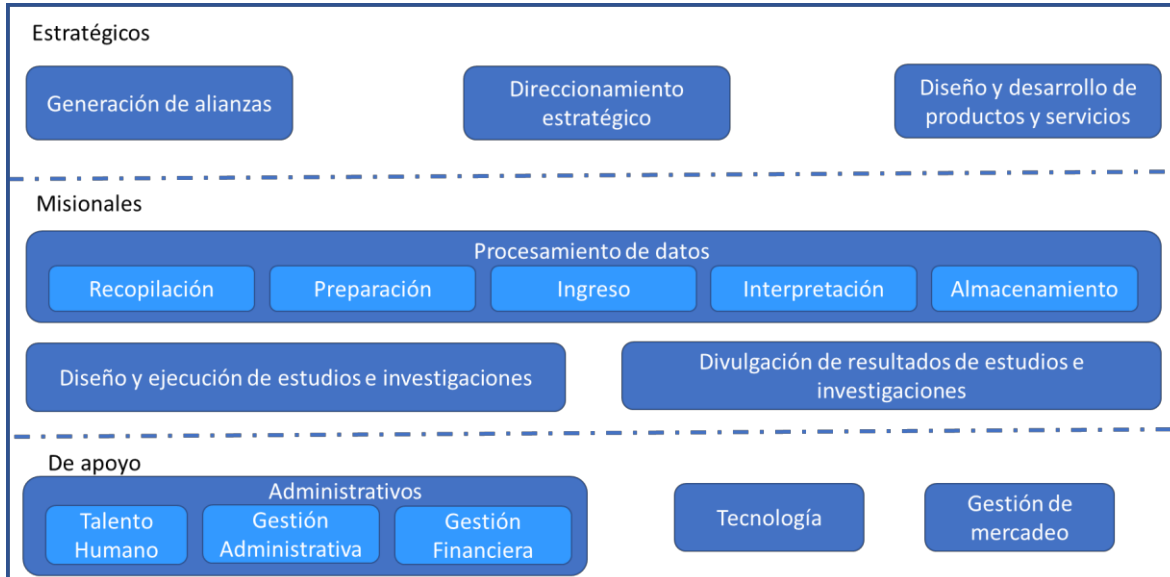 Estratégicos
Generación de alianzas
Direccionamiento
estratégico
Diseño y desarrollo de
productos y servicios
Misionales
Procesamiento de datos
Recopilación
Preparación
Ingreso
Interpretación
Almacenamiento
Diseño y ejecución de estudios e investigaciones
Divulgación de resultados de estudios e
investigaciones
De apoyo
Administrativos
Talento
Humano
Gestión
Administrativa
Gestión
Financiera
Tecnología
Gestión de
mercadeo